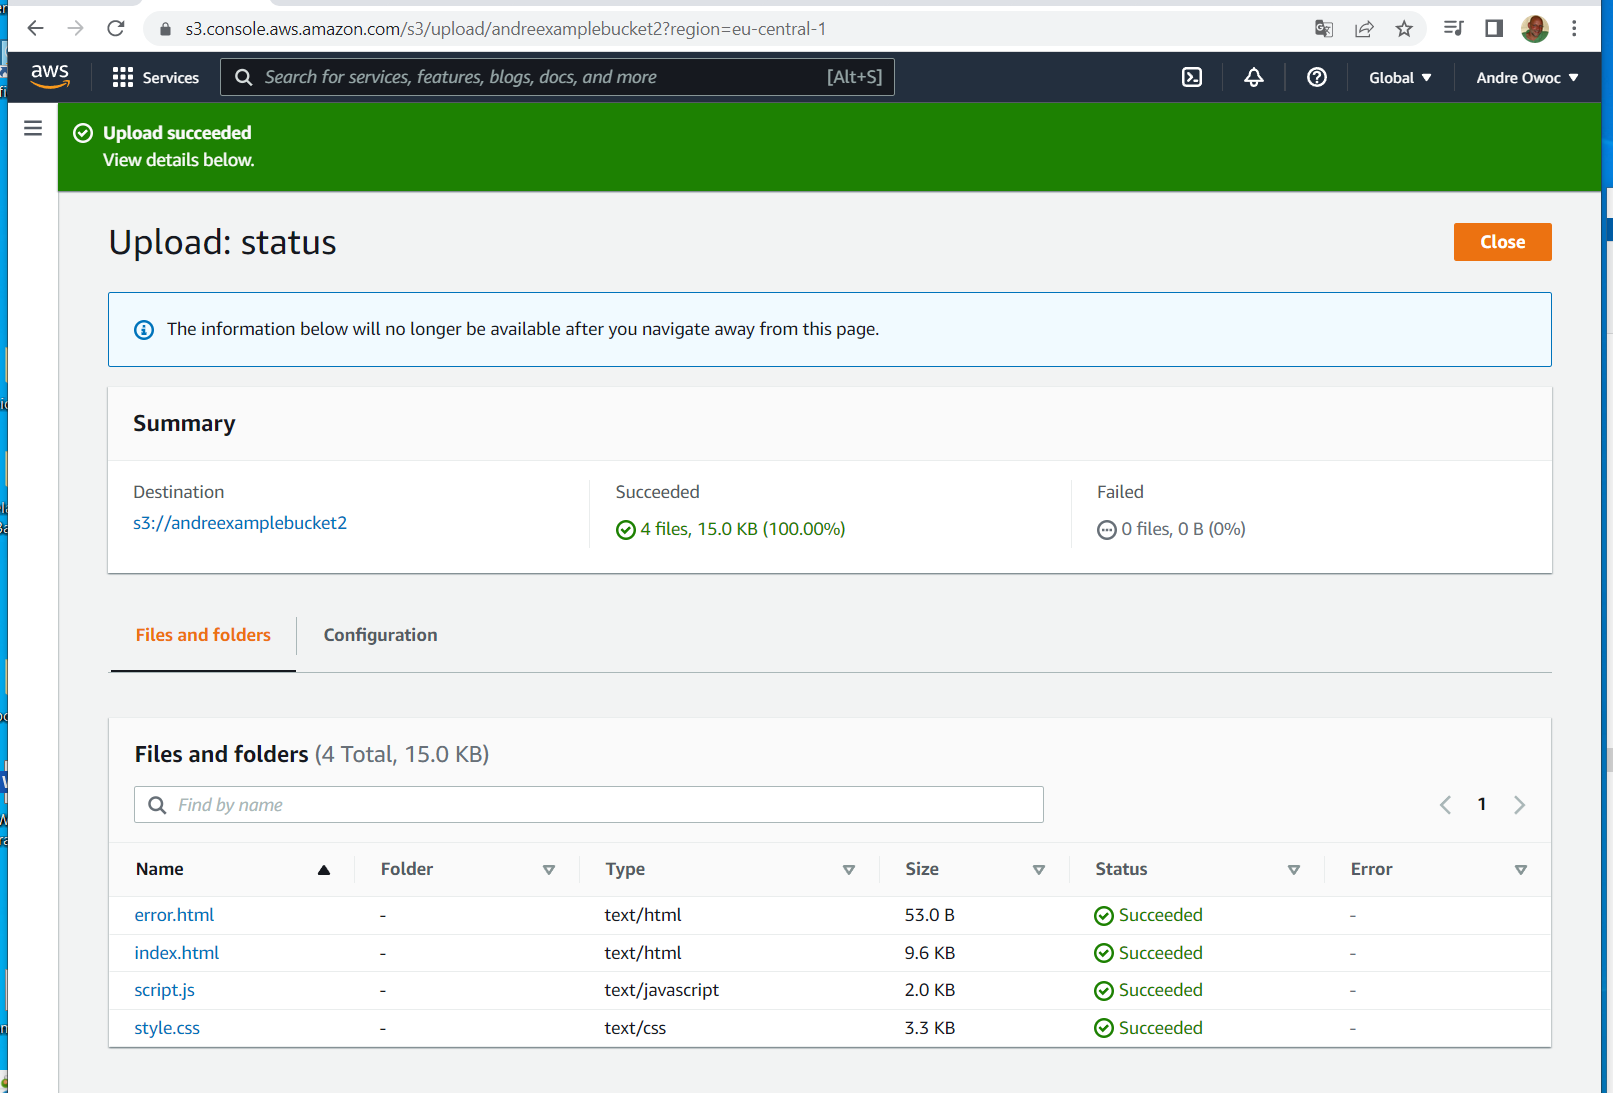 s3.console.aws.amazon.com/s3/upload/andreexamplebucket2?region=eu-central-1
aws Services Search for services, features, blogs, docs, and more [Alt+S] Global Andre Owoc
Upload succeeded
View details below.
Upload: status Close
The information below will no longer be available after you navigate away from this page.
Summary
Destination Succeeded Failed
s3://andreexamplebucket2 4 files, 15.0 KB (100.00%) 0 files, 0 B (0%)
Files and folders Configuration
Files and folders (4 Total, 15.0 KB)
Find by name 1
Name Folder Type Size Status Error
error.html - text/html 53.0 B Succeeded -
index.html - text/html 9.6 KB Succeeded -
script.js - text/javascript 2.0 KB Succeeded -
style.css - text/css 3.3 KB Succeeded -